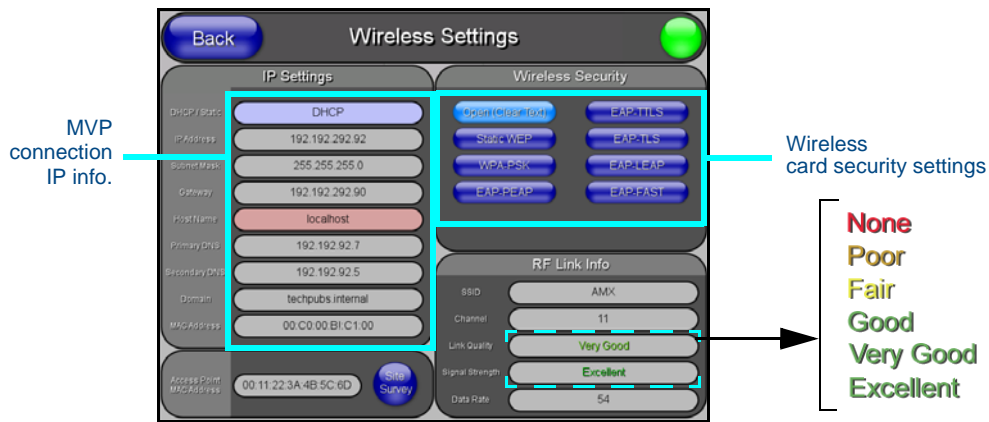 Back
Wireless Settings
IP Settings
DHCP / Static
DHCP
IP Address
192.192.292.92
Subnet Mask
255.255.255.0
Gateway
192.192.292.90
Host Name
localhost
Primary DNS
192.192.92.7
Secondary DNS
192.192.92.5
Domain
techpubs.internal
MAC Address
00:C0:00:BI:C1:00
Access Point
MAC Address
00:11:22:3A:4B:5C:6D
Site
Survey
Wireless Security
Open (Clear Text)
EAP-TTLS
Static WEP
EAP-TLS
WPA-PSK
EAP-LEAP
EAP-PEAP
EAP-FAST
RF Link Info
SSID
AMX
Channel
11
Link Quality
Very Good
Signal Strength
Excellent
Data Rate
54
MVP
connection
IP info.
Wireless
card security settings
None
Poor
Fair
Good
Very Good
Excellent